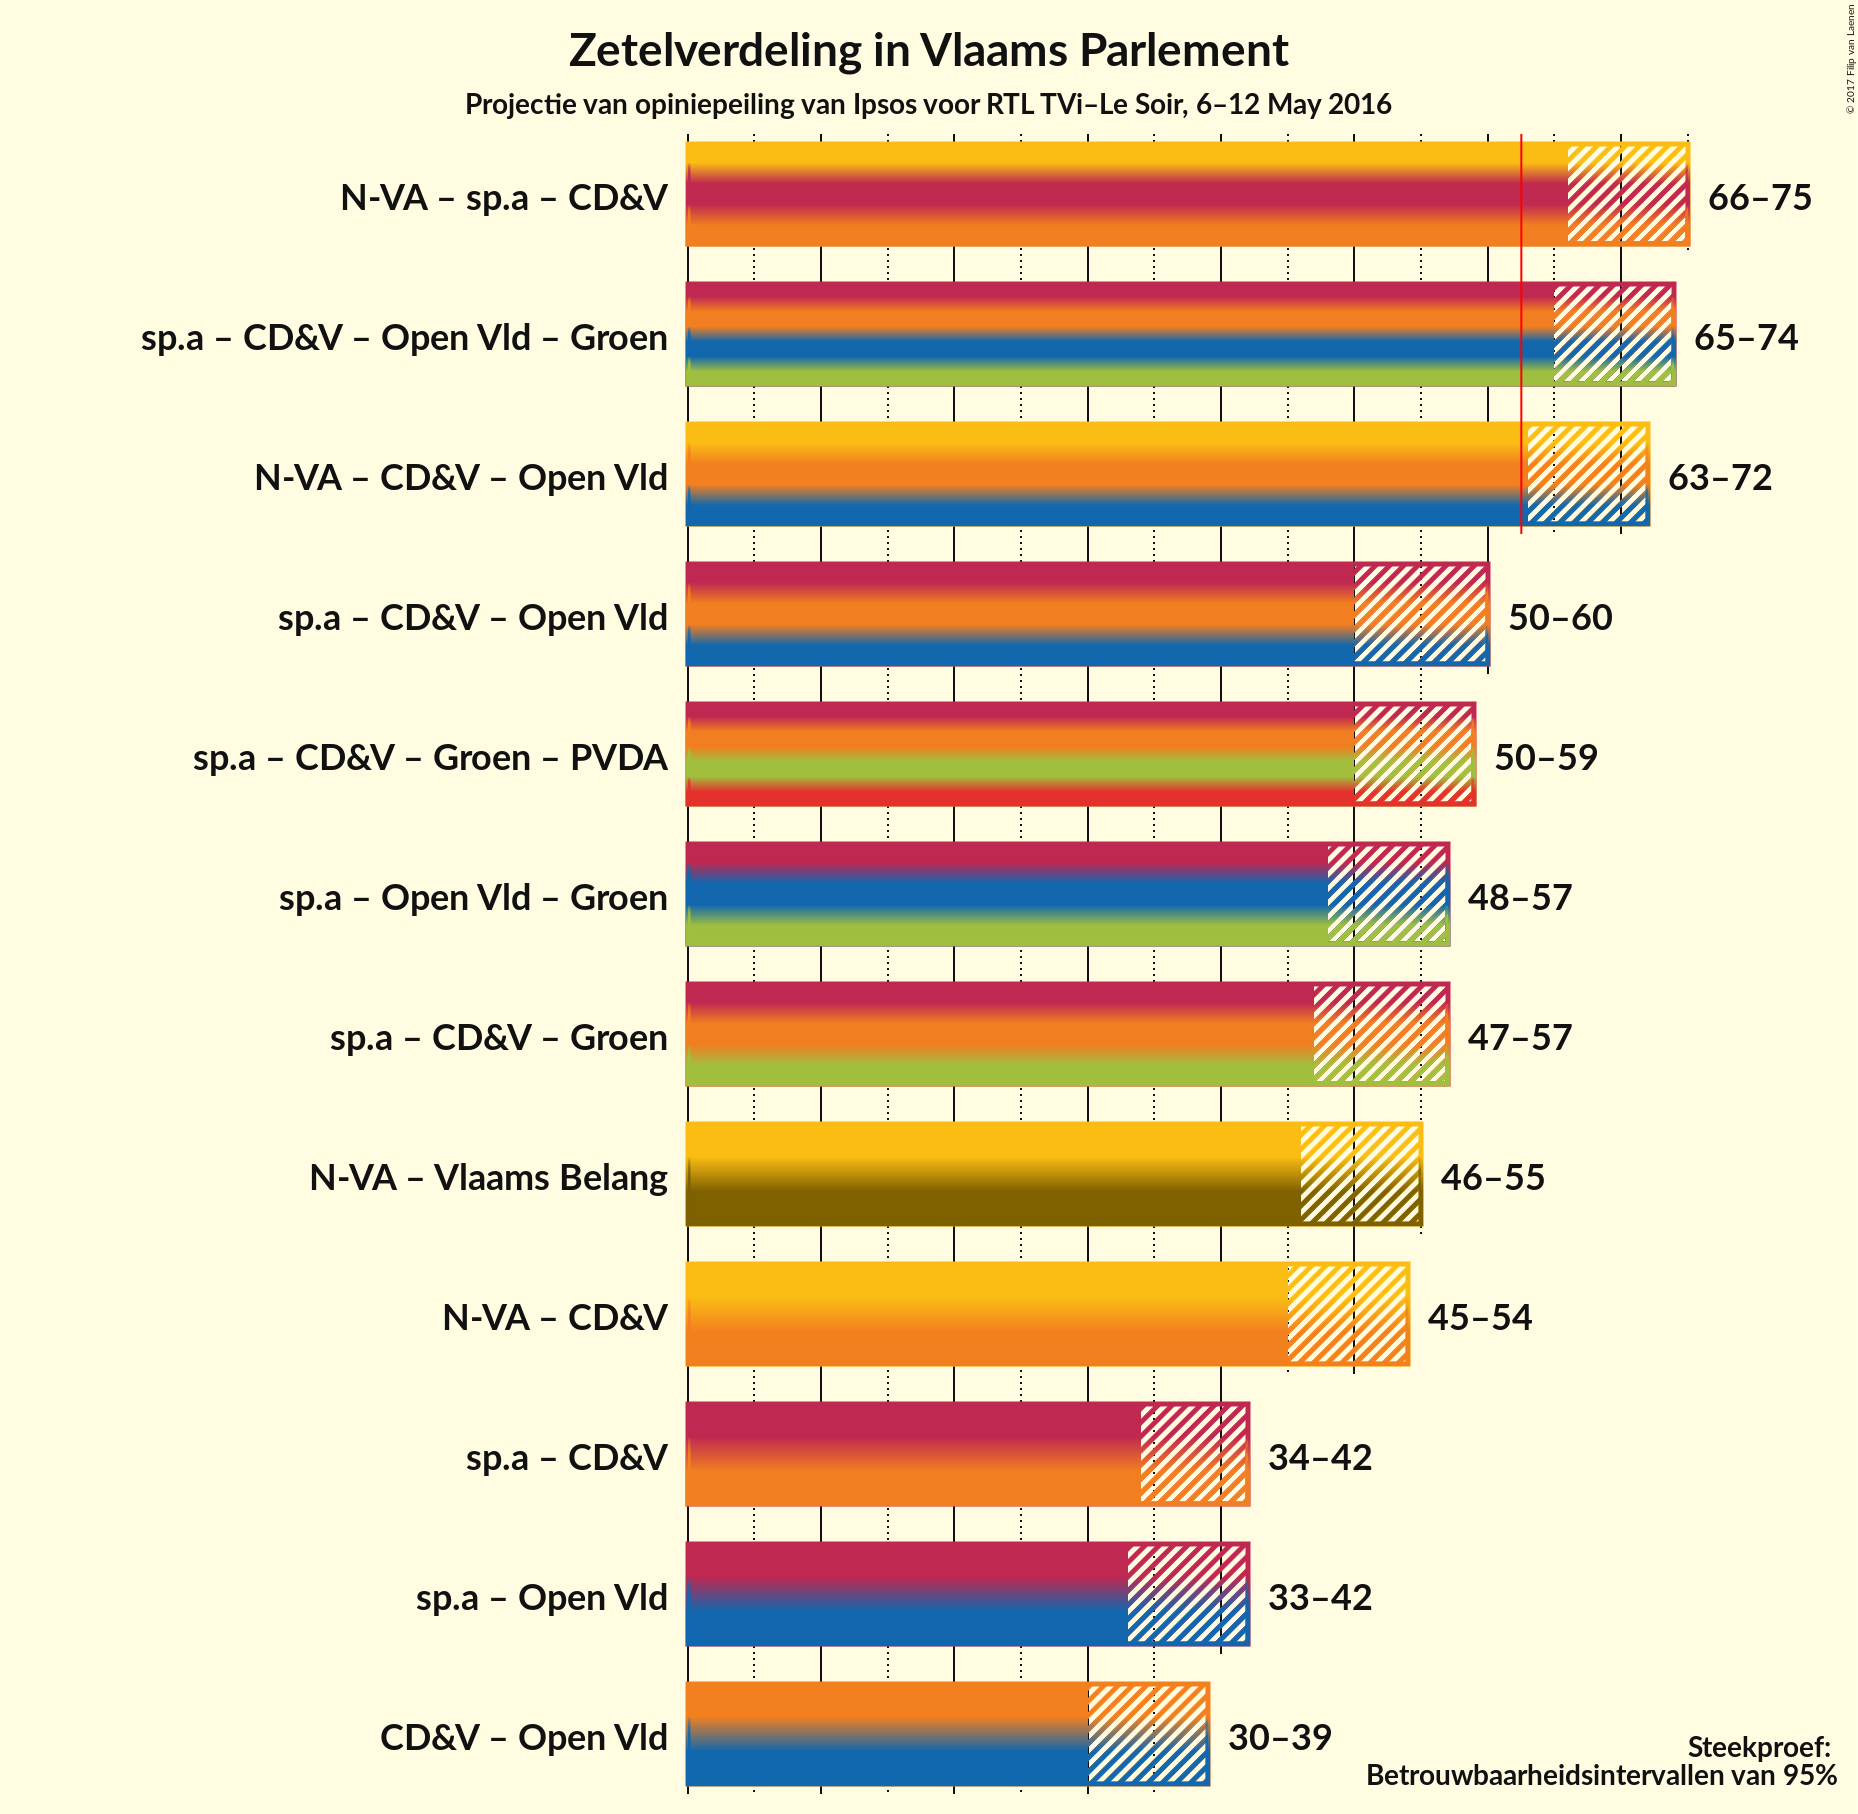 Zetelverdeling in Vlaams Parlement
Projectie van opiniepeiling van Ipsos voor RTL TVi–Le Soir, 6–12 May 2016
© 2017 Filip van Laenen
N-VA – sp.a – CD&V 66–75
sp.a – CD&V – Open Vld – Groen 65–74
N-VA – CD&V – Open Vld 63–72
sp.a – CD&V – Open Vld 50–60
sp.a – CD&V – Groen – PVDA 50–59
sp.a – Open Vld – Groen 48–57
sp.a – CD&V – Groen 47–57
N-VA – Vlaams Belang 46–55
N-VA – CD&V 45–54
sp.a – CD&V 34–42
sp.a – Open Vld 33–42
CD&V – Open Vld 30–39
Steekproef:
Betrouwbaarheidsintervallen van 95%